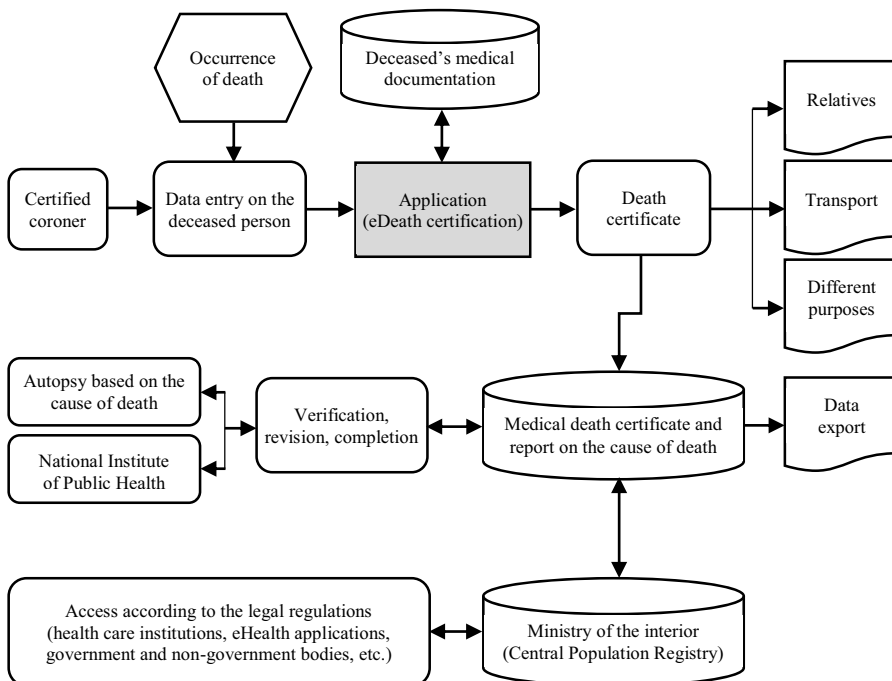 Occurrence
of death
Deceased's medical
documentation
Relatives
Certified
coroner
Data entry on the
deceased person
Application
(eDeath certification)
Death
certificate
Transport
Different
purposes
Autopsy based on the
cause of death
National Institute
of Public Health
Verification,
revision, completion
Medical death certificate and
report on the cause of death
Data
export
Access according to the legal regulations
(health care institutions, eHealth applications,
government and non-government bodies, etc.)
Ministry of the interior
(Central Population Registry)